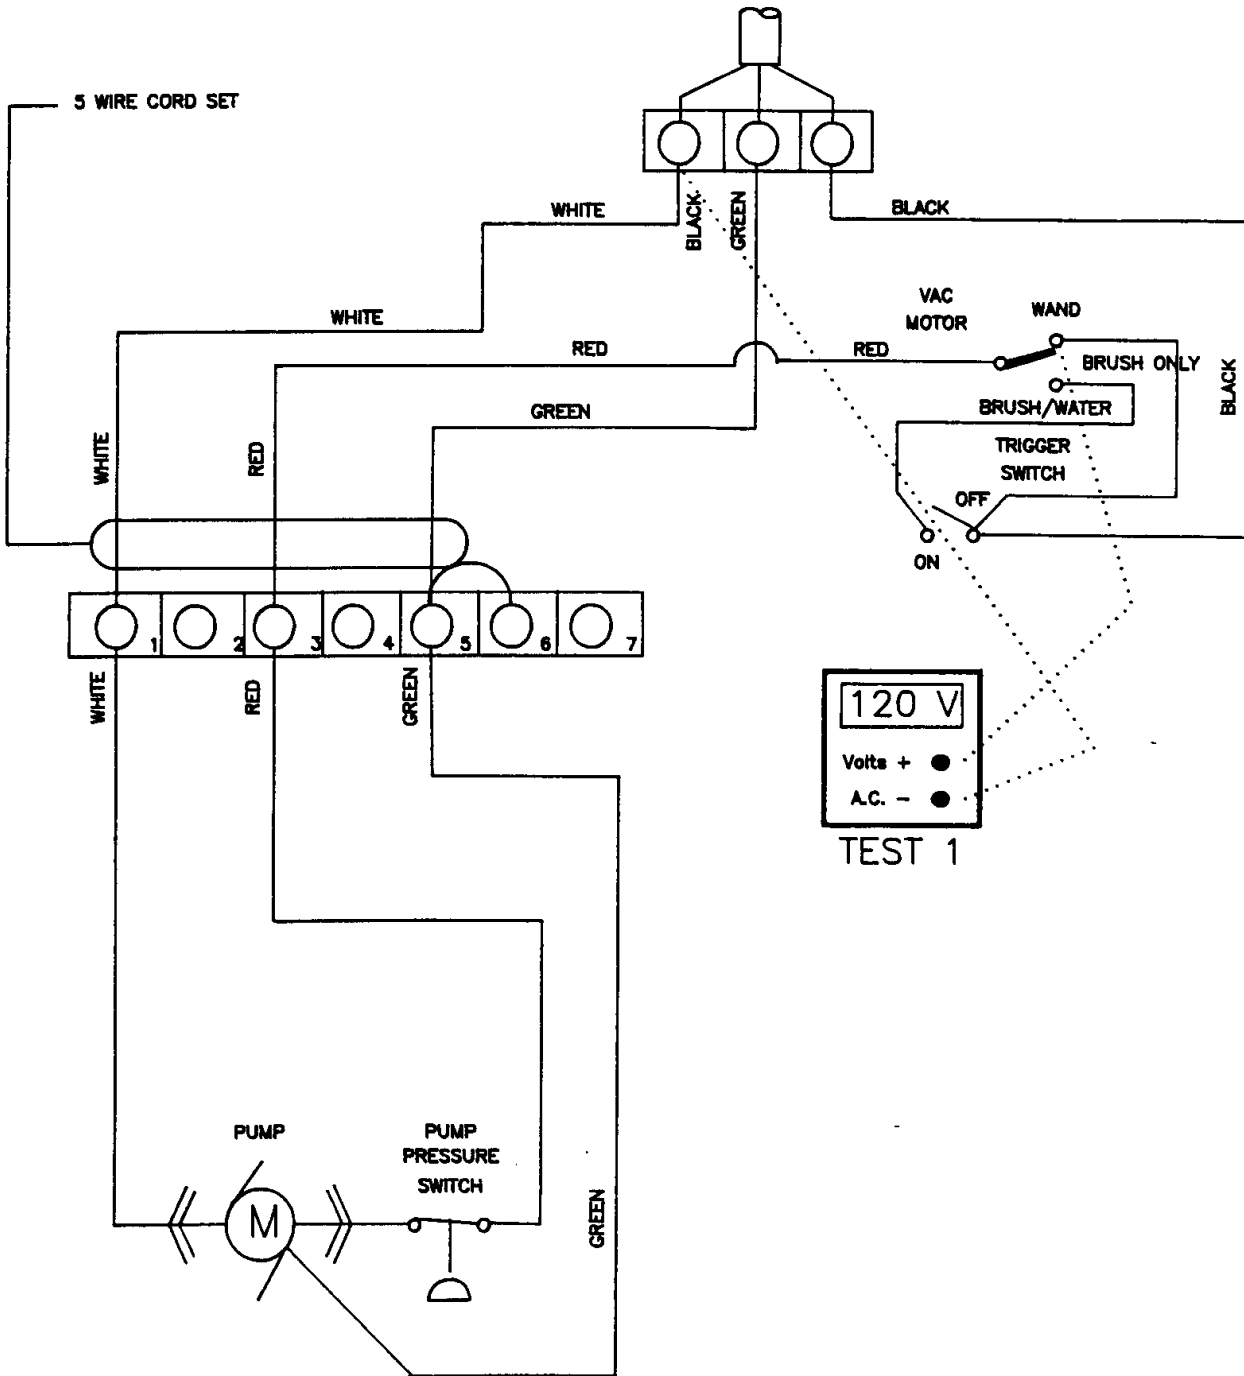 5 WIRE CORD SET
WHITE
BLACK
GREEN
BLACK
WHITE
RED
RED
VAC
MOTOR
WAND
BRUSH ONLY
BRUSH/WATER
BLACK
GREEN
WHITE
RED
TRIGGER
SWITCH
OFF
ON
1
2
3
4
5
6
7
WHITE
RED
GREEN
120 V
Volts +
A.C. -
TEST 1
PUMP
PUMP
PRESSURE
SWITCH
M
GREEN